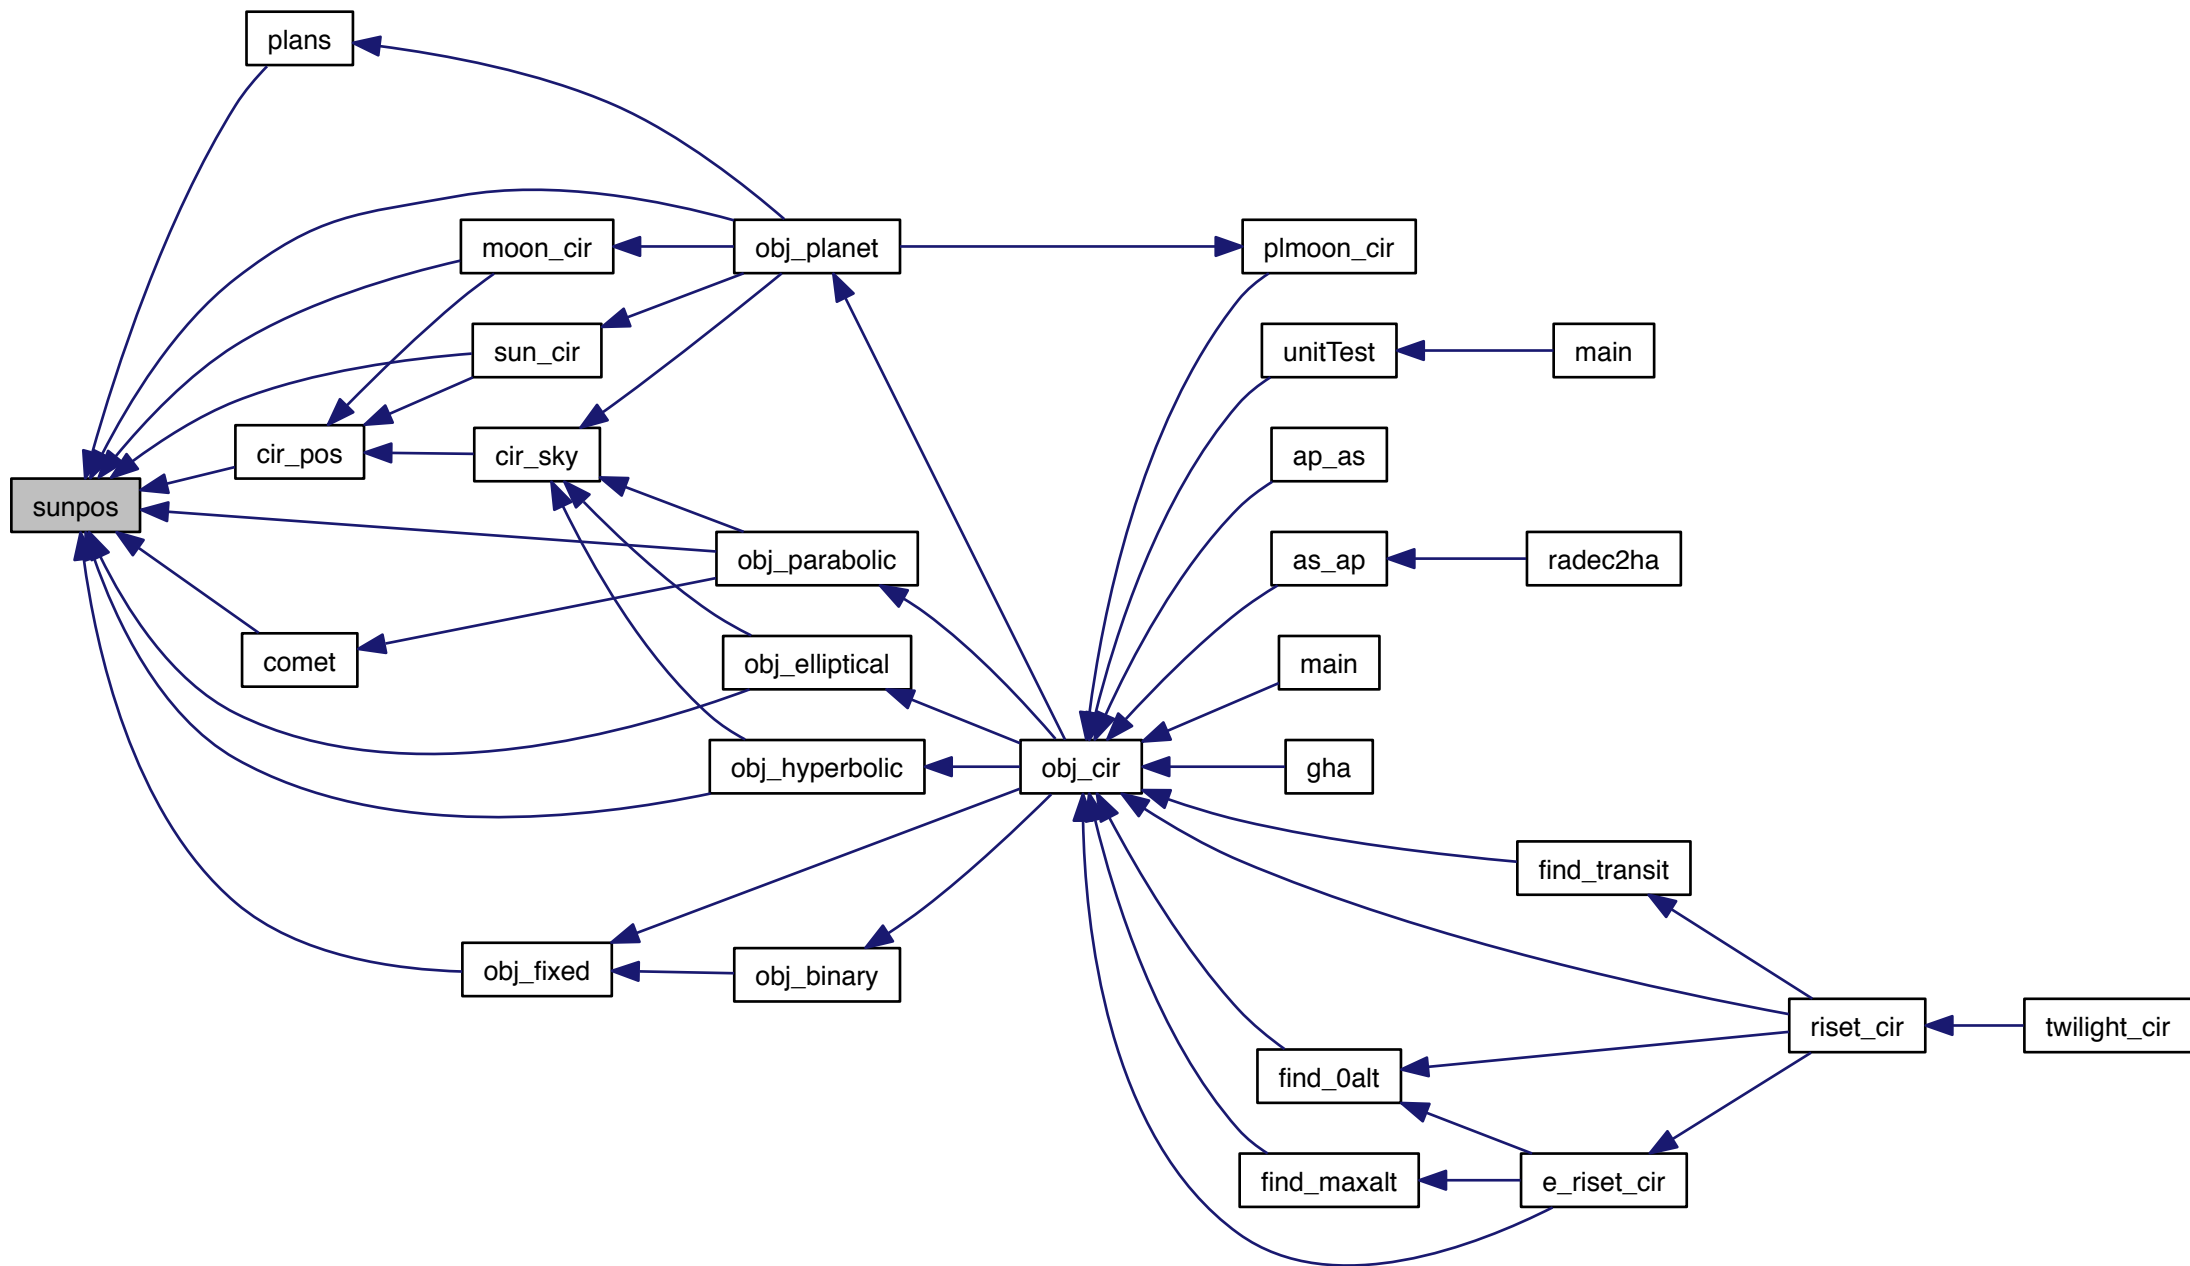 plans
moon_cir
obj_planet
plmoon_cir
sun_cir
unitTest
main
cir_pos
cir_sky
ap_as
sunpos
obj_parabolic
as_ap
radec2ha
comet
obj_elliptical
main
obj_hyperbolic
obj_cir
gha
find_transit
obj_fixed
obj_binary
riset_cir
twilight_cir
find_0alt
find_maxalt
e_riset_cir